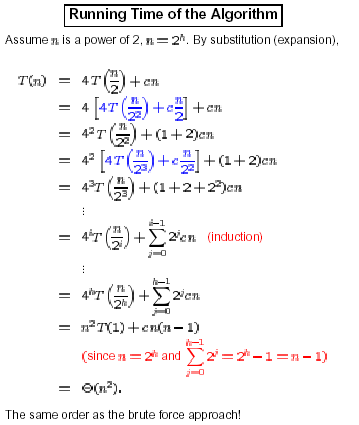 Running Time of the Algorithm
Assume n is a power of 2, n = 2^h. By substitution (expansion),
T(n) = 4T(n/2) + cn
= 4 [4T(n/2^2) + c n/2] + cn
= 4^2 T(n/2^2) + (1 + 2)cn
= 4^2 [4T(n/2^3) + c n/2^2] + (1 + 2)cn
= 4^3 T(n/2^3) + (1 + 2 + 2^2)cn
⋮
= 4^i T(n/2^i) + ∑_{j=0}^{i−1} 2^j cn (induction)
⋮
= 4^h T(n/2^h) + ∑_{j=0}^{h−1} 2^j cn
= n^2 T(1) + cn(n − 1)
(since n = 2^h and ∑_{j=0}^{h−1} 2^j = 2^h − 1 = n − 1)
= Θ(n^2).
The same order as the brute force approach!